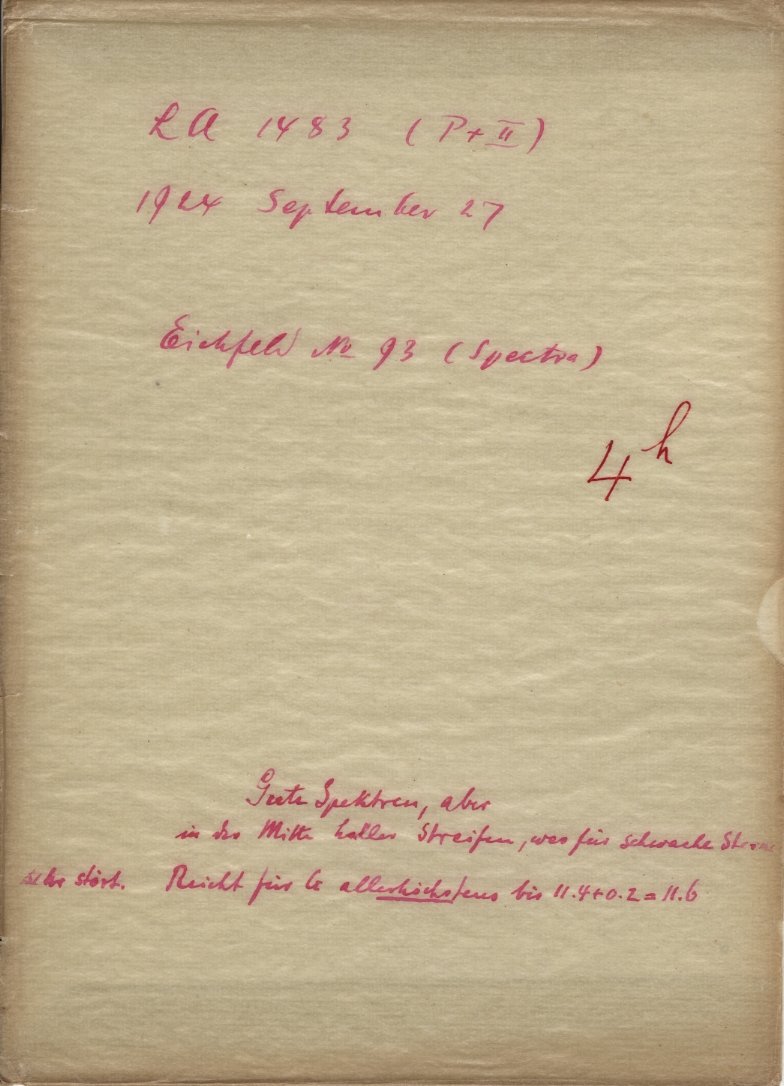 LA 1483 (P+II)
1924 September 27
Eichfeld No 93 (Spectra)
4h
Gute Spektren, aber
in der Mitte heller Streifen, was für schwache Sterne
sehr stört. Reicht für G allerhöchstens bis 11.4+0.2=11.6